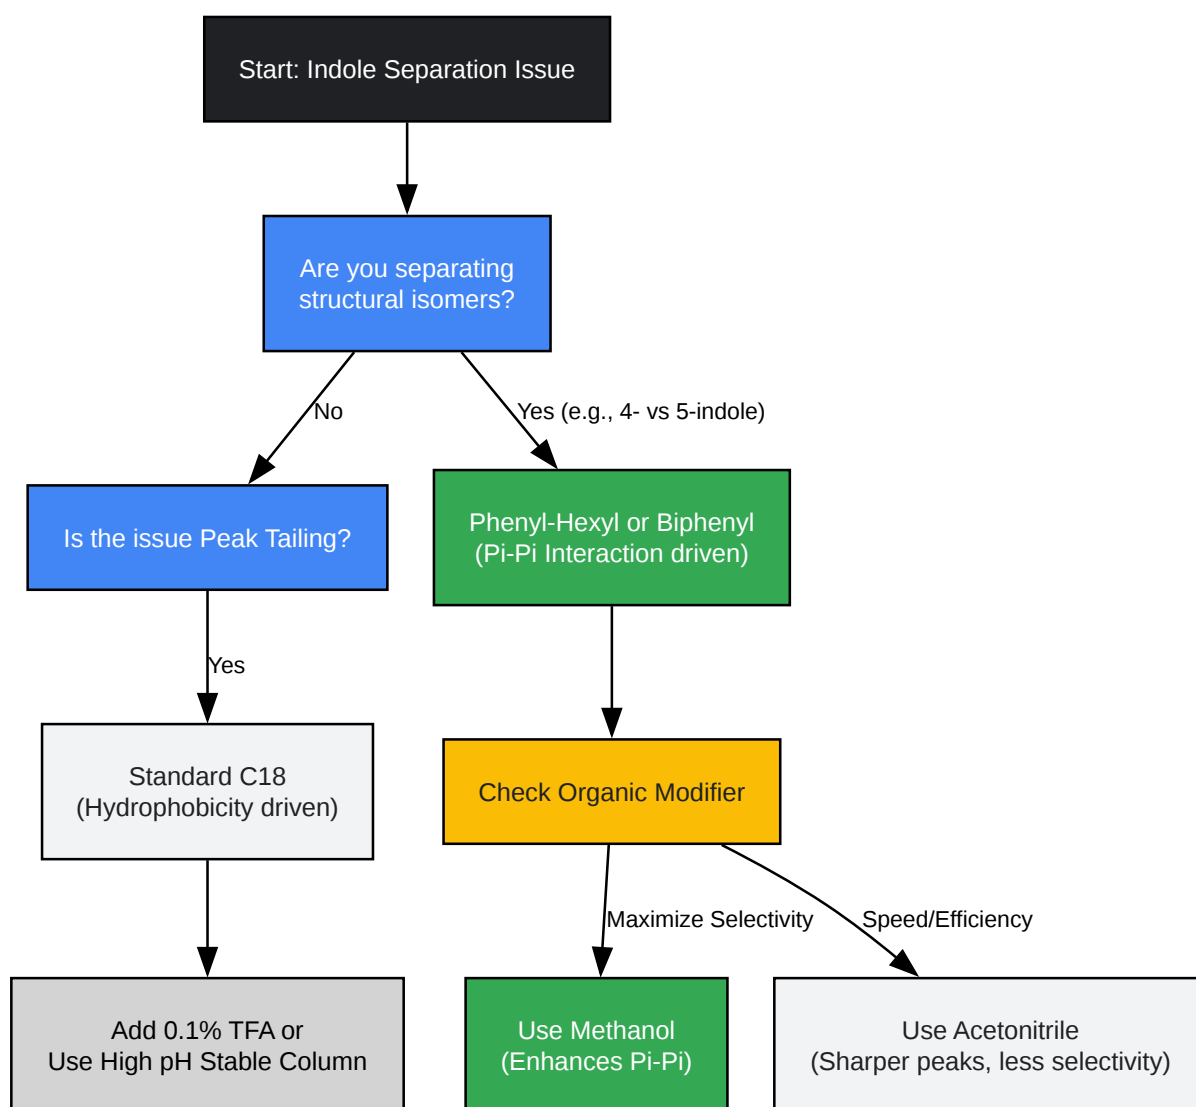 Start: Indole Separation Issue
Are you separating
structural isomers?
No
Yes (e.g., 4- vs 5-indole)
Is the issue Peak Tailing?
Phenyl-Hexyl or Biphenyl
(Pi-Pi Interaction driven)
Yes
Standard C18
(Hydrophobicity driven)
Check Organic Modifier
Maximize Selectivity
Speed/Efficiency
Add 0.1% TFA or
Use High pH Stable Column
Use Methanol
(Enhances Pi-Pi)
Use Acetonitrile
(Sharper peaks, less selectivity)